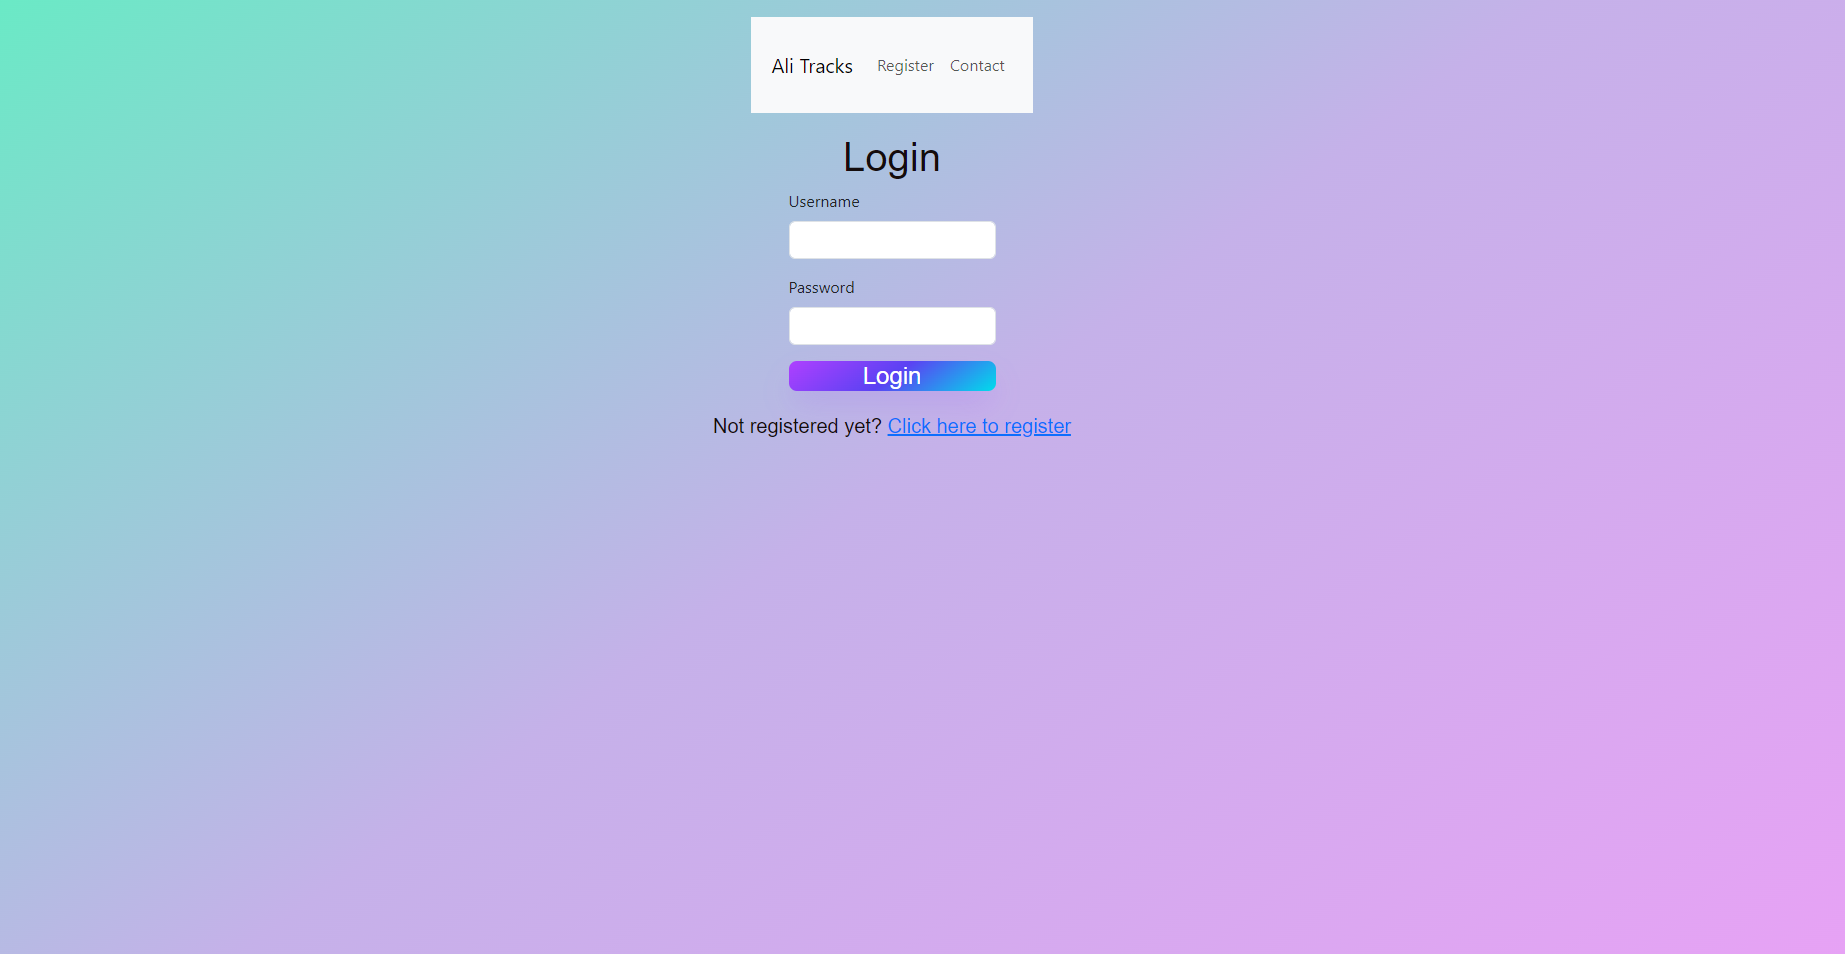 Ali Tracks Register Contact
Login
Username
Password
Login
Not registered yet? Click here to register